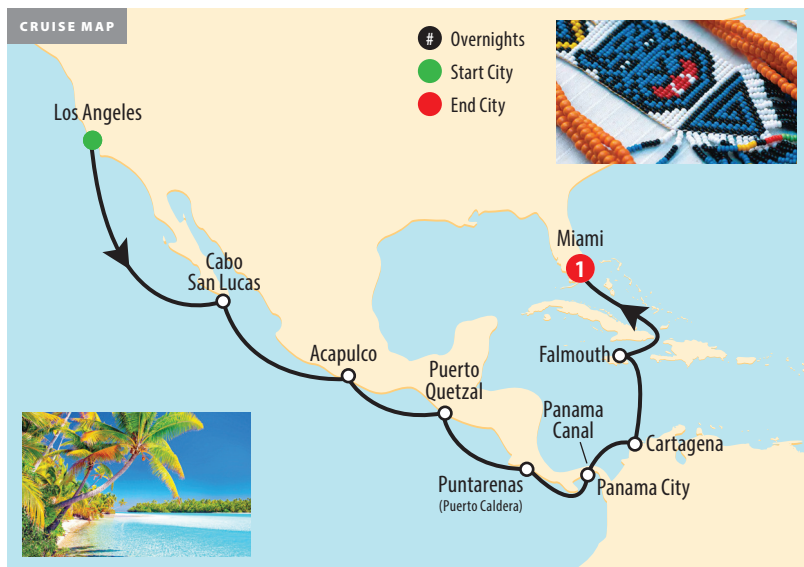 CRUISE MAP
# Overnights
Start City
End City
Los Angeles
Cabo
San Lucas
Acapulco
Puerto
Quetzal
Puntarenas
(Puerto Caldera)
Panama
Canal
Panama City
Cartagena
Falmouth
Miami
1